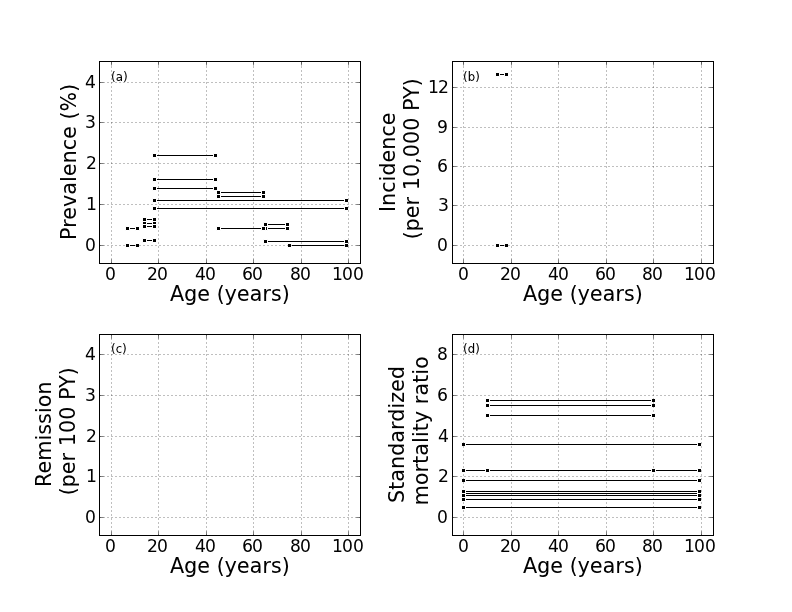 (a)
4
3
2
1
0
Prevalence (%)
0 20 40 60 80 100
Age (years)
(b)
12
9
6
3
0
Incidence
(per 10,000 PY)
0 20 40 60 80 100
Age (years)
(c)
4
3
2
1
0
Remission
(per 100 PY)
0 20 40 60 80 100
Age (years)
(d)
8
6
4
2
0
Standardized
mortality ratio
0 20 40 60 80 100
Age (years)